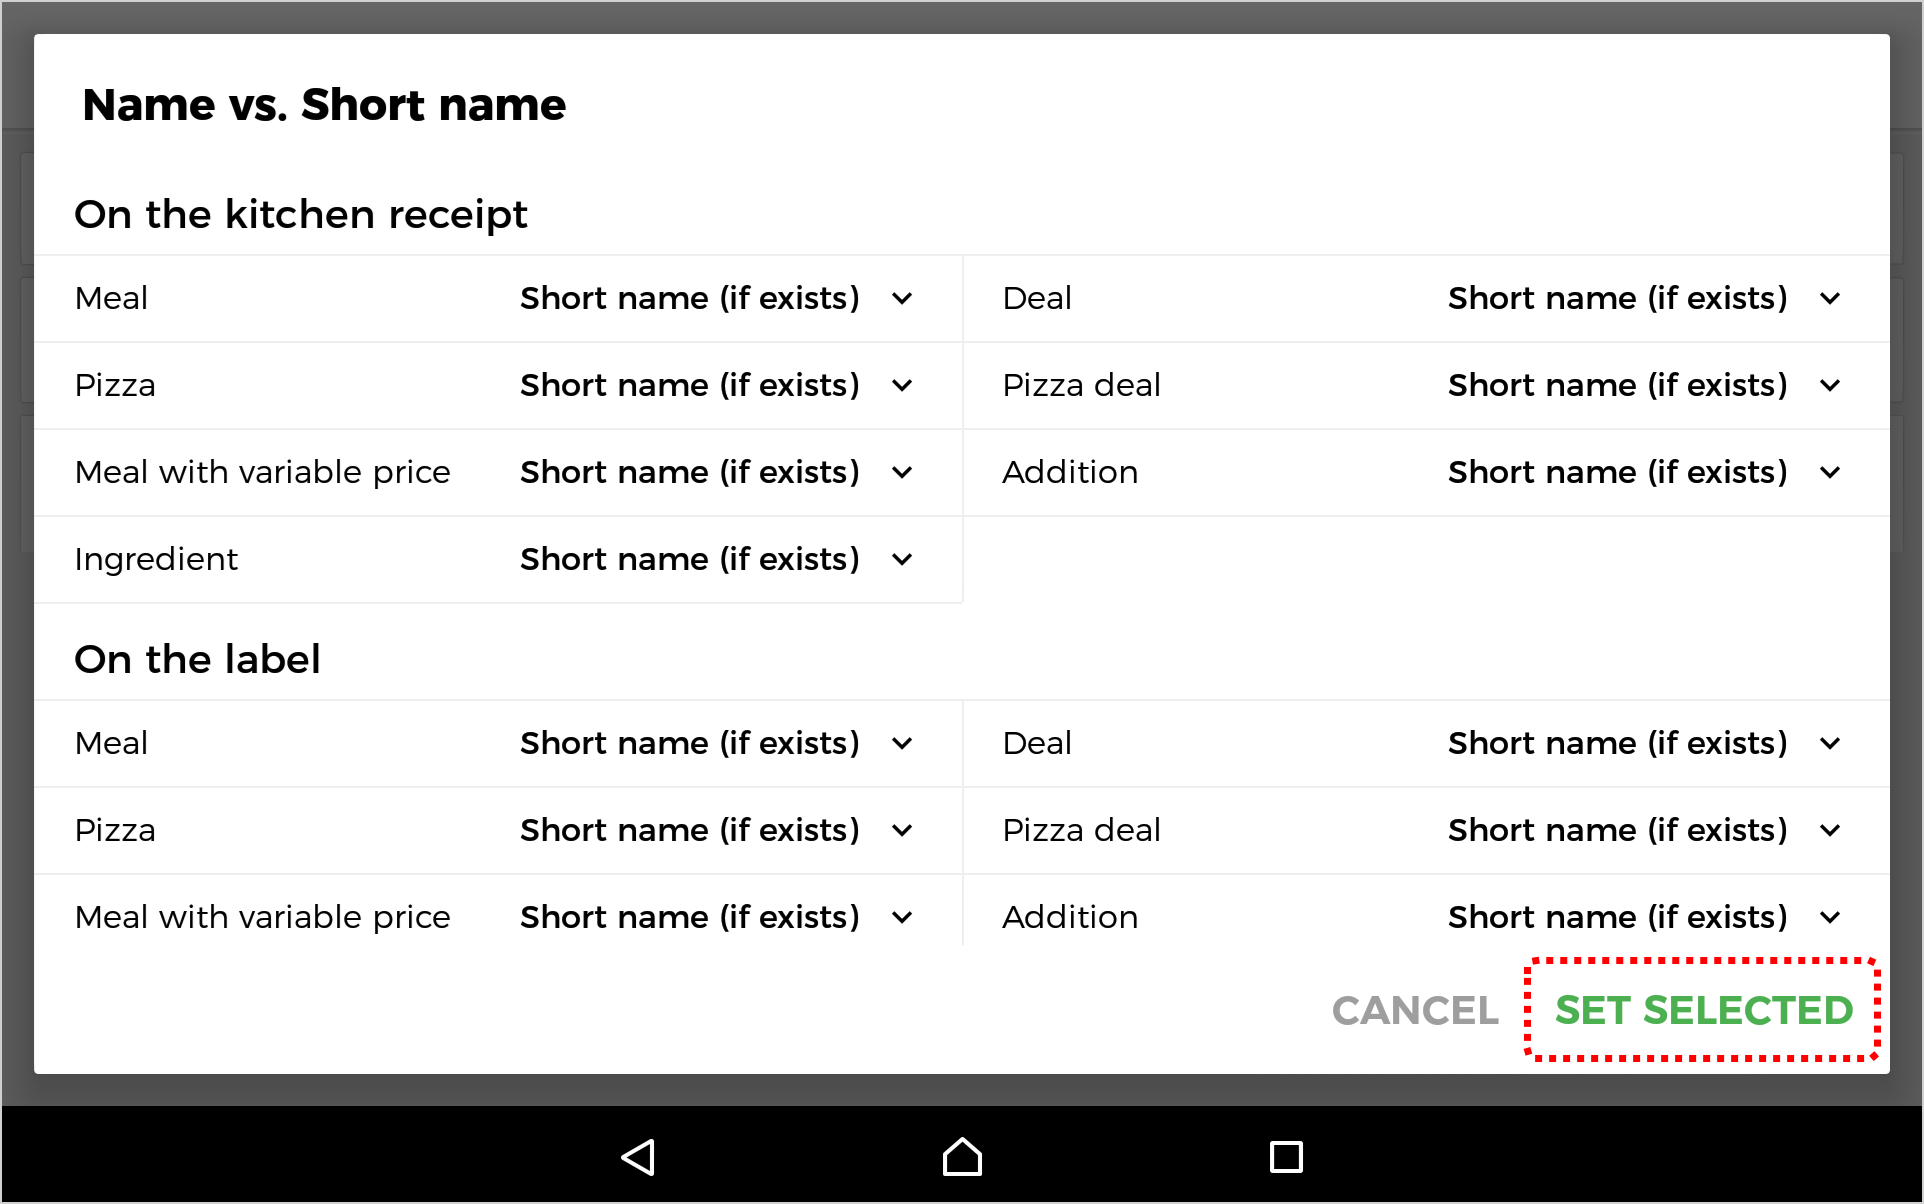 Name vs. Short name
On the kitchen receipt
Meal Short name (if exists) Deal Short name (if exists)
Pizza Short name (if exists) Pizza deal Short name (if exists)
Meal with variable price Short name (if exists) Addition Short name (if exists)
Ingredient Short name (if exists)
On the label
Meal Short name (if exists) Deal Short name (if exists)
Pizza Short name (if exists) Pizza deal Short name (if exists)
Meal with variable price Short name (if exists) Addition Short name (if exists)
CANCEL SET SELECTED